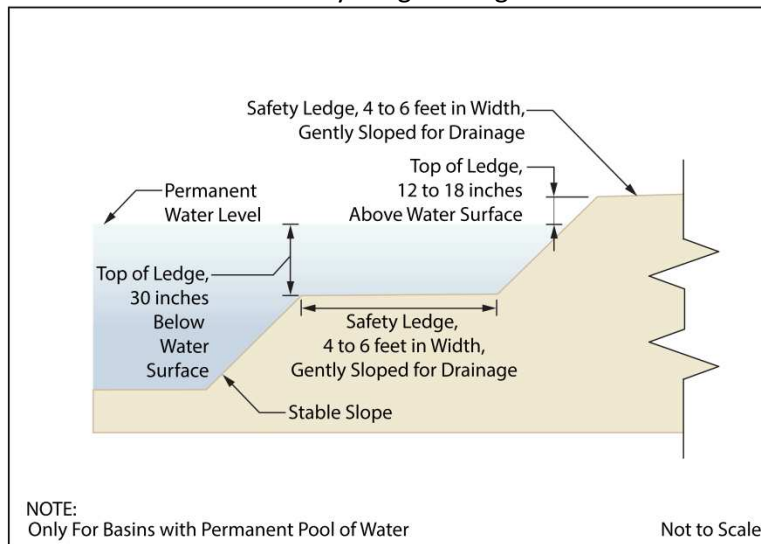 Safety Ledge, 4 to 6 feet in Width,
Gently Sloped for Drainage
Top of Ledge,
12 to 18 inches
Above Water Surface
Permanent
Water Level
Top of Ledge,
30 inches
Below
Water
Surface
Safety Ledge,
4 to 6 feet in Width,
Gently Sloped for Drainage
Stable Slope
NOTE:
Only For Basins with Permanent Pool of Water
Not to Scale